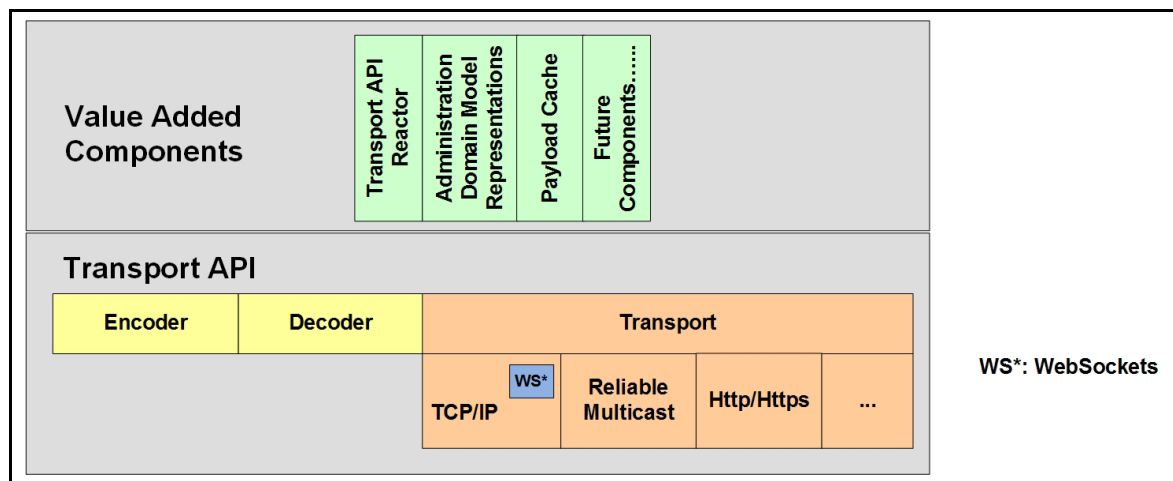 Value Added
Components
Transport API
Reactor
Administration
Domain Model
Representations
Payload Cache
Future
Components......
Transport API
Encoder
Decoder
Transport
TCP/IP
WS*
Reliable
Multicast
Http/Https
...
WS*: WebSockets